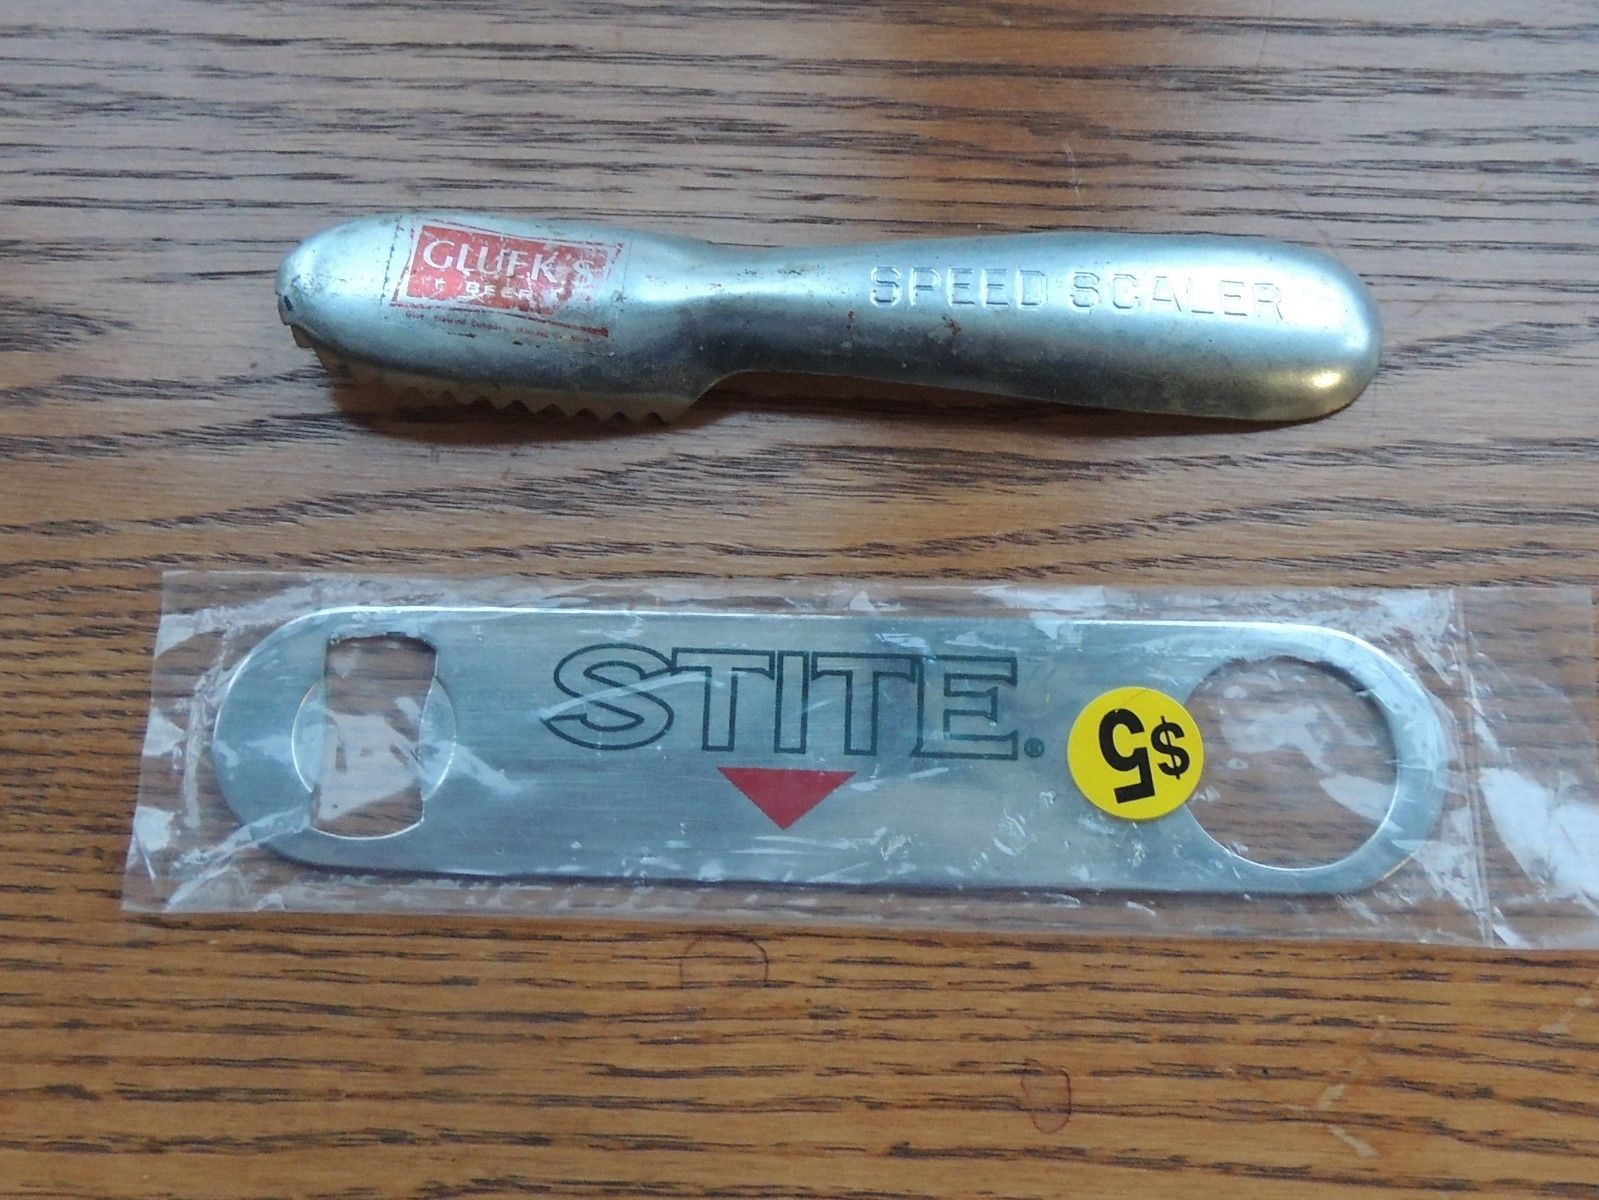 GLUEK'S
BEER
SPEED SCALER
STITE®
$5